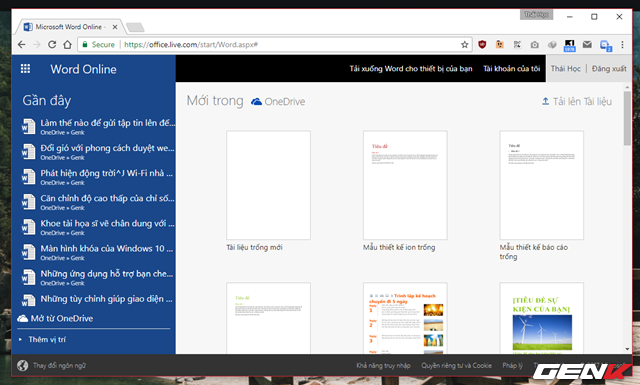 Thái Học
Microsoft Word Online -
Secure
https://office.live.com/start/Word.aspx#
Word Online
Tải xuống Word cho thiết bị của bạn
Tài khoản của tôi
Thái Học
Đăng xuất
Gần đây
Làm thế nào để gửi tập tin lên đế...
OneDrive » Genk
Đổi gió với phong cách duyệt we...
OneDrive » Genk
Phát hiện động trời^J Wi-fi nhà ...
OneDrive » Genk
Căn chỉnh độ cao thấp của chỉ số...
OneDrive » Genk
Khoe tài họa sĩ vẽ chân dung với ...
OneDrive » Genk
Màn hình khóa của Windows 10 ...
OneDrive » Genk
Những ứng dụng hỗ trợ bạn che...
OneDrive » Genk
Những tùy chỉnh giúp giao diện ...
Mở từ OneDrive
Thêm vị trí
Mới trong
OneDrive
Tải lên Tài liệu
Tiêu đề
Tiêu đề
Tài liệu trống mới
Mẫu thiết kế ion trống
Mẫu thiết kế báo cáo
trống
Tiêu đề
Trình lập kế hoạch
chuyến đi 5 ngày
[TIÊU ĐỀ SỰ
KIỆN CỦA BẠN]
Thay đổi ngôn ngữ
Khả năng truy nhập
Quyền riêng tư và Cookie
Pháp lý
GENK